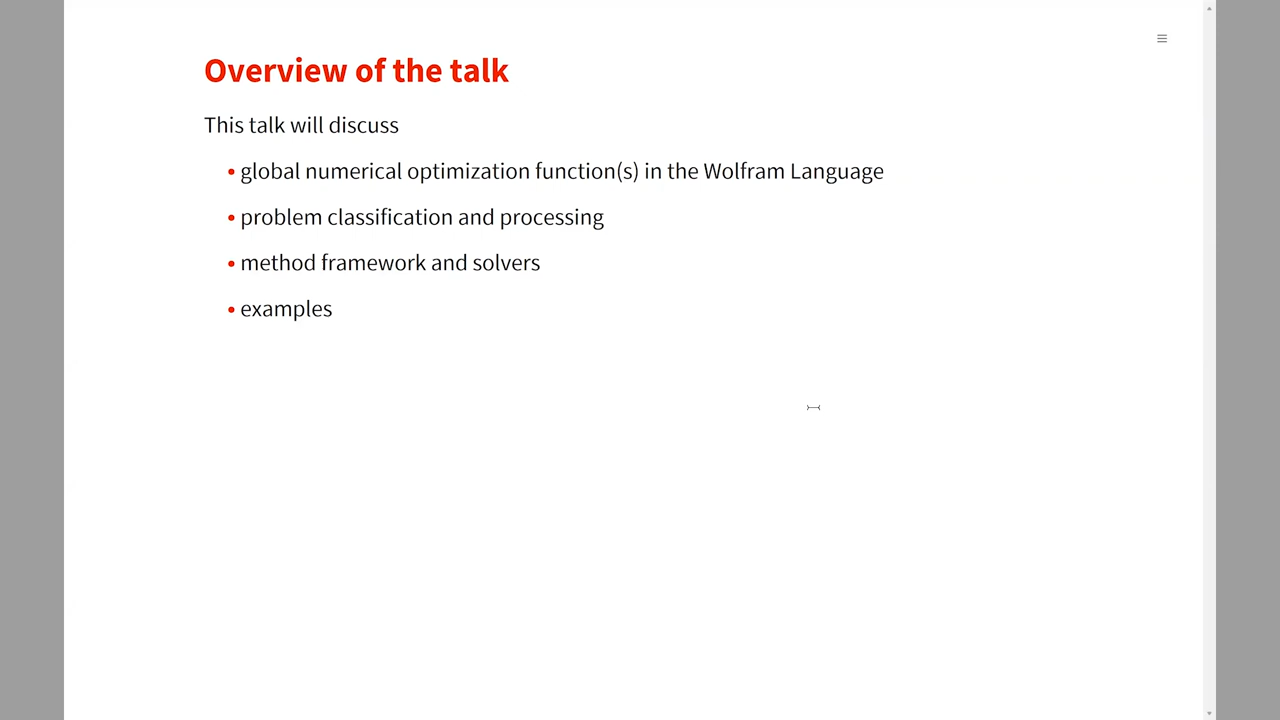 Overview of the talk
This talk will discuss
• global numerical optimization function(s) in the Wolfram Language
• problem classification and processing
• method framework and solvers
• examples